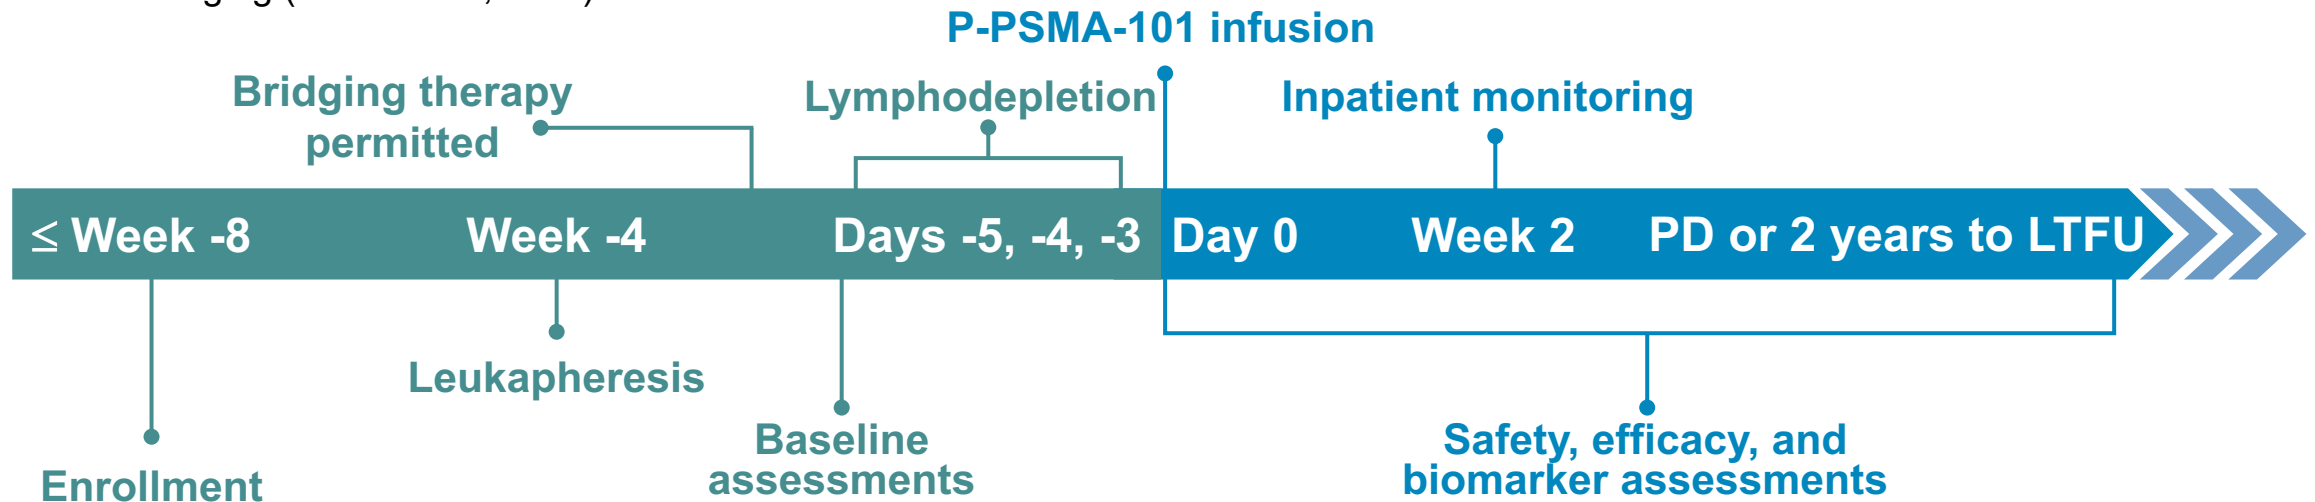 P-PSMA-101 infusion
Bridging therapy
permitted
Lymphodepletion
Inpatient monitoring
≤ Week -8
Week -4
Days -5, -4, -3
Day 0
Week 2
PD or 2 years to LTFU
Leukapheresis
Enrollment
Baseline
assessments
Safety, efficacy, and
biomarker assessments